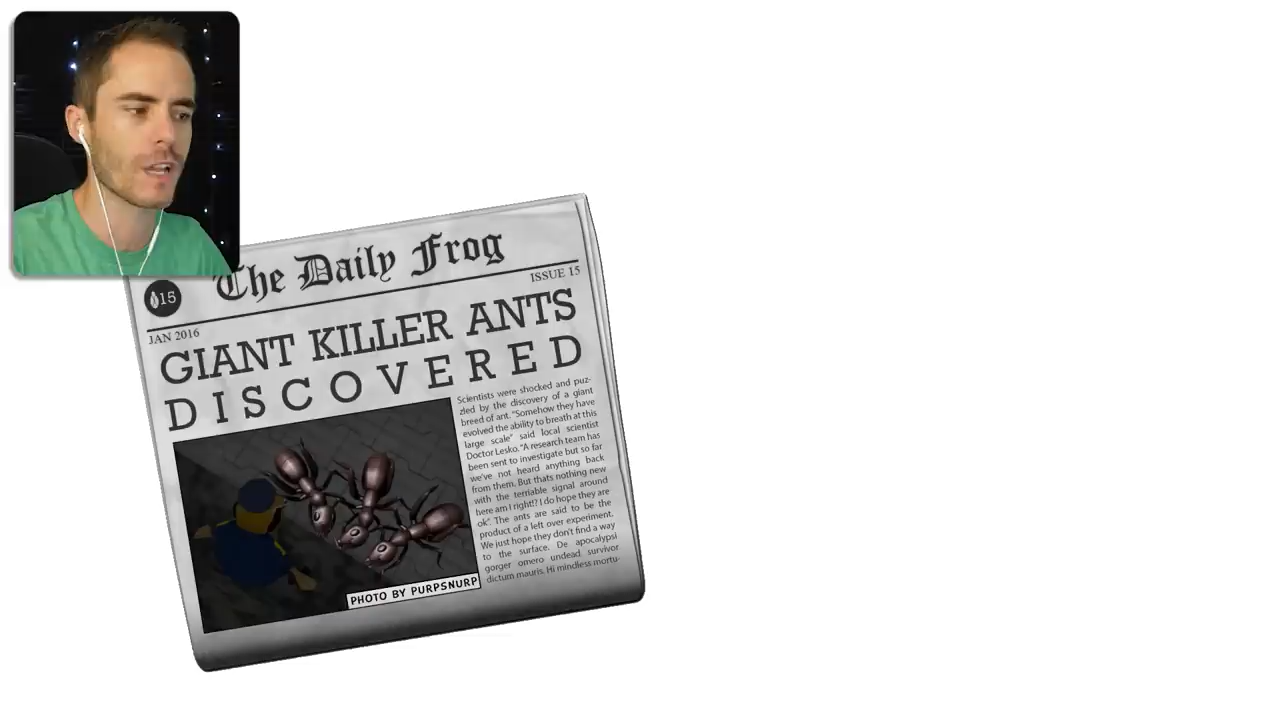 The Daily Frog
15
ISSUE 15
JAN 2016
GIANT KILLER ANTS
DISCOVERED
Scientists were shocked and puz-
zled by the discovery of a giant
breed of ant. "Somehow they have
evolved the ability to breath at this
large scale" said local scientist
Doctor Lesko. "A research team has
been sent to investigate but so far
we've not heard anything back
from them. But thats nothing new
with the terriable signal around
here am I right!? I do hope they are
ok". The ants are said to be the
product of a left over experiment.
We just hope they don't find a way
to the surface. De apocalypsi
gorger omero undead survivor
dictum mauris. Hi mindless mortu-
PHOTO BY PURPSNURP